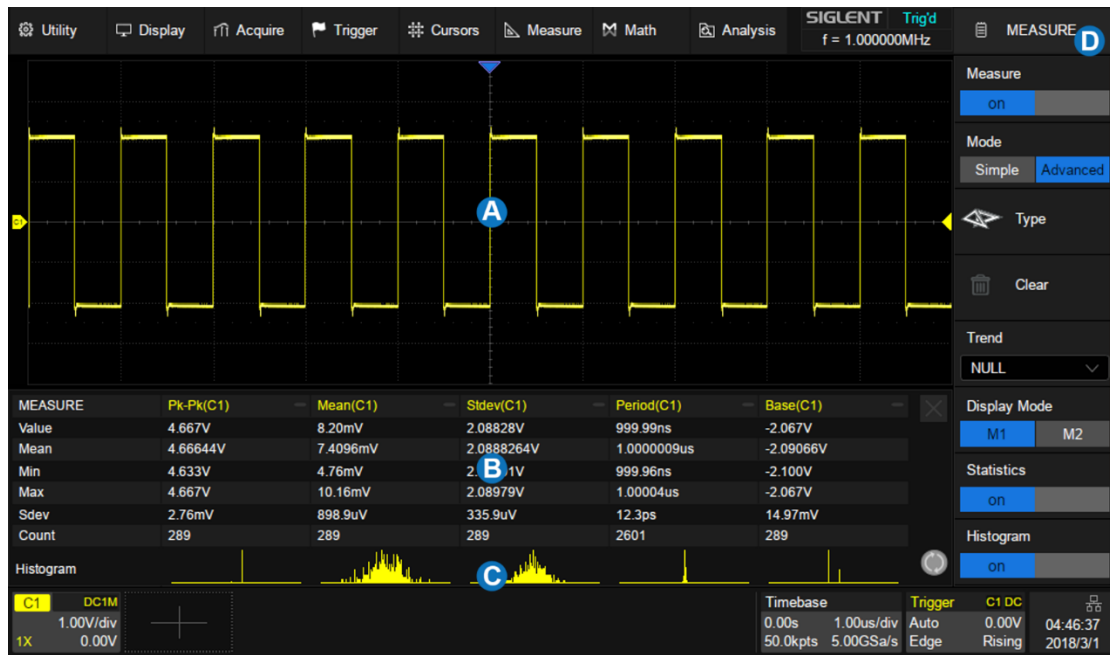 Utility Display Acquire Trigger Cursors Measure Math Analysis
SIGLENT Trig'd
f = 1.000000MHz
MEASURE
D
Measure
on
Mode
Simple Advanced
Type
Clear
Trend
NULL
Display Mode
M1 M2
Statistics
on
Histogram
on
C1
A
MEASURE Pk-Pk(C1) Mean(C1) Stdev(C1) Period(C1) Base(C1)
Value 4.667V 8.20mV 2.08828V 999.99ns -2.067V
Mean 4.66644V 7.4096mV 2.0888264V 1.0000009us -2.09066V
Min 4.633V 4.76mV 999.96ns -2.100V
B
Max 4.667V 10.16mV 2.08979V 1.00004us -2.067V
Sdev 2.76mV 898.9uV 335.9uV 12.3ps 14.97mV
Count 289 289 289 2601 289
Histogram
C
C1 DC1M
1.00V/div
1X 0.00V
Timebase
0.00s 1.00us/div
50.0kpts 5.00GSa/s
Trigger C1 DC
Auto 0.00V
Edge Rising
04:46:37
2018/3/1